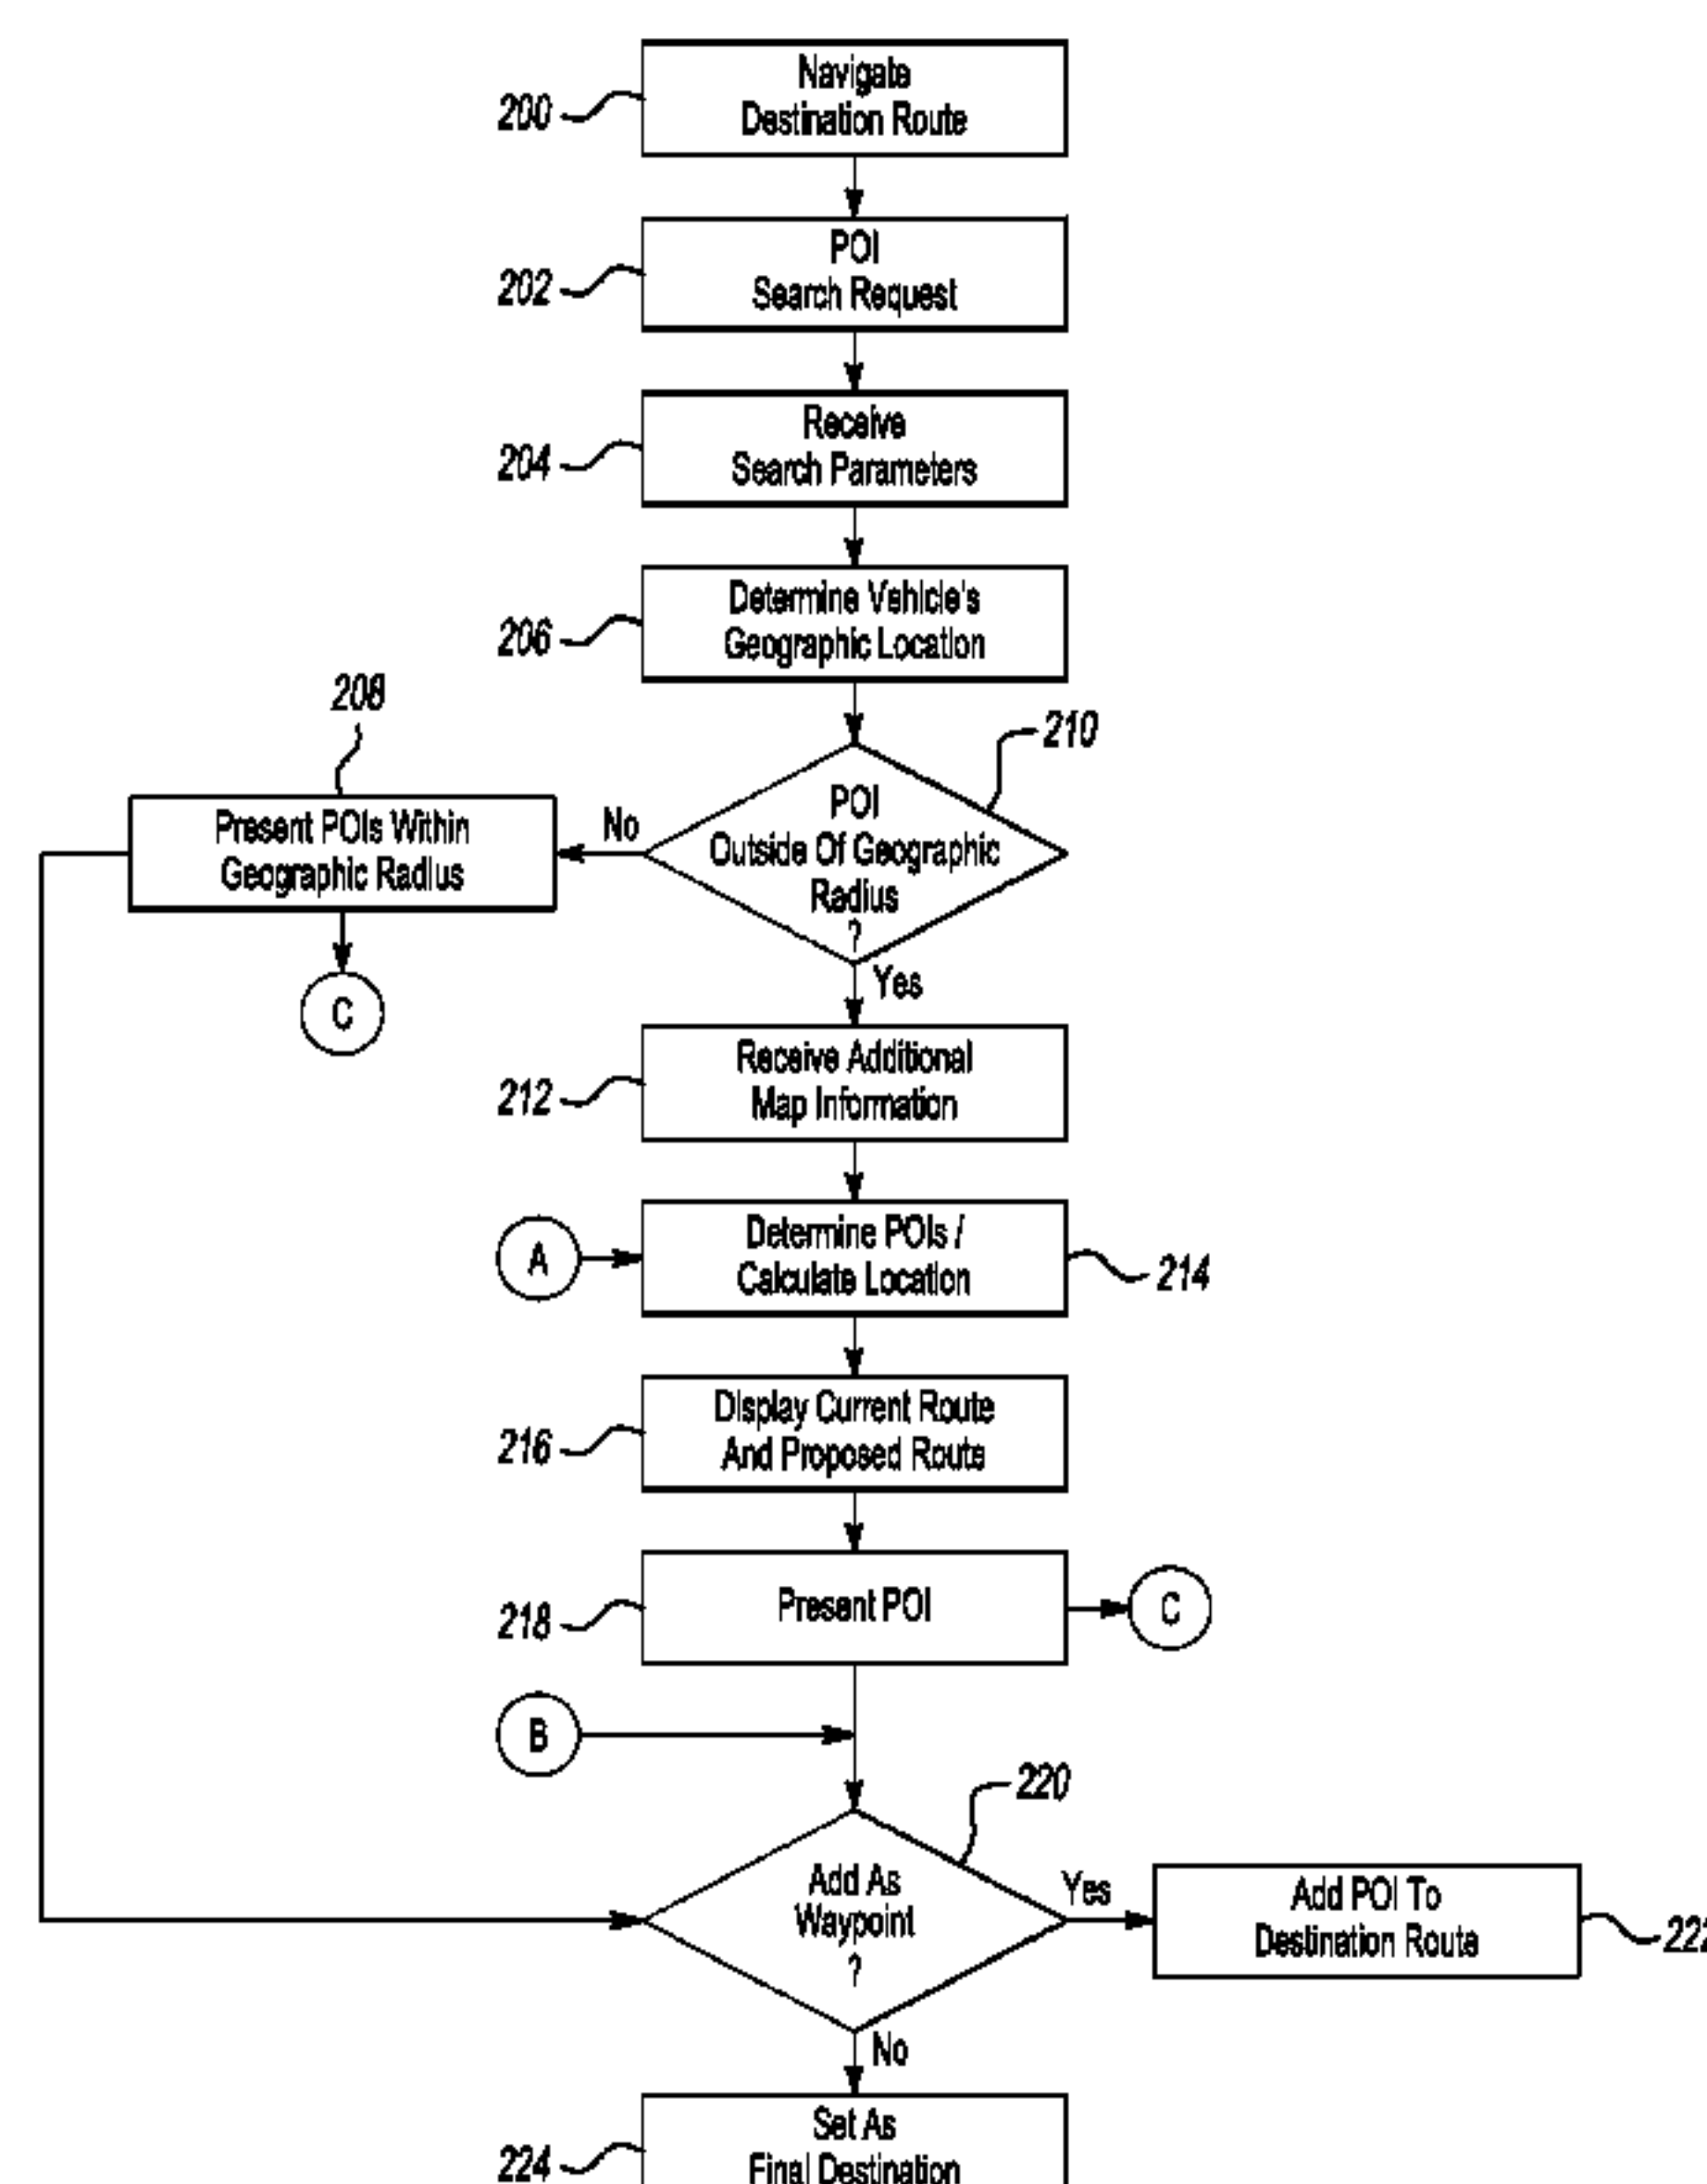 Navigate
Destination Route
200
POI
Search Request
202
Receive
Search Parameters
204
Determine Vehicle's
Geographic Location
206
208
210
Present POIs Within
Geographic Radius
No
POI
Outside Of Geographic
Radius
?
Yes
C
Receive Additional
Map Information
212
A
Determine POIs /
Calculate Location
214
Display Current Route
And Proposed Route
216
Present POI
218
C
B
220
Add As
Waypoint
?
Yes
Add POI To
Destination Route
222
No
Set As
Final Destination
224